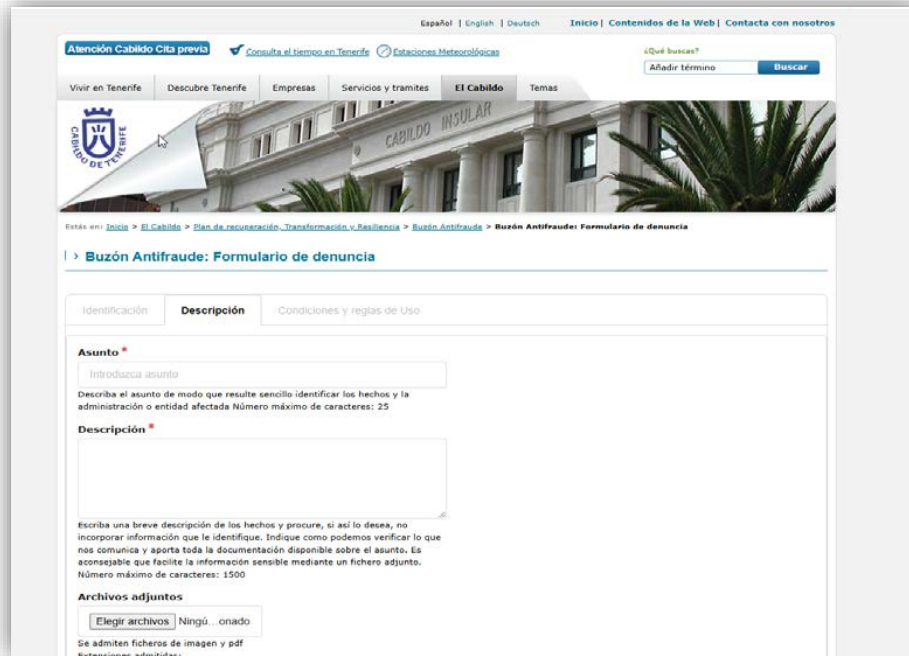 Español | English | Deutsch Inicio | Contenidos de la Web | Contacta con nosotros
Atención Cabildo Cita previa Consulta el tiempo en Tenerife Estaciones Meteorológicas ¿Qué buscas?
Añadir término Buscar
Vivir en Tenerife Descubre Tenerife Empresas Servicios y tramites El Cabildo Temas
CABILDO INSULAR
CABILDO DE TENERIFE
Estás en: Inicio > El Cabildo > Plan de recuperación, Transformación y Resiliencia > Buzón Antifraude > Buzón Antifraude: Formulario de denuncia
> Buzón Antifraude: Formulario de denuncia
Identificación Descripción Condiciones y reglas de Uso
Asunto *
Introduzca asunto
Describa el asunto de modo que resulte sencillo identificar los hechos y la
administración o entidad afectada Número máximo de caracteres: 25
Descripción *
Escriba una breve descripción de los hechos y procure, si así lo desea, no
incorporar información que le identifique. Indique como podemos verificar lo que
nos comunica y aporta toda la documentación disponible sobre el asunto. Es
aconsejable que facilite la información sensible mediante un fichero adjunto.
Número máximo de caracteres: 1500
Archivos adjuntos
Elegir archivos Ningú...onado
Se admiten ficheros de imagen y pdf
Extensiones admitidas: